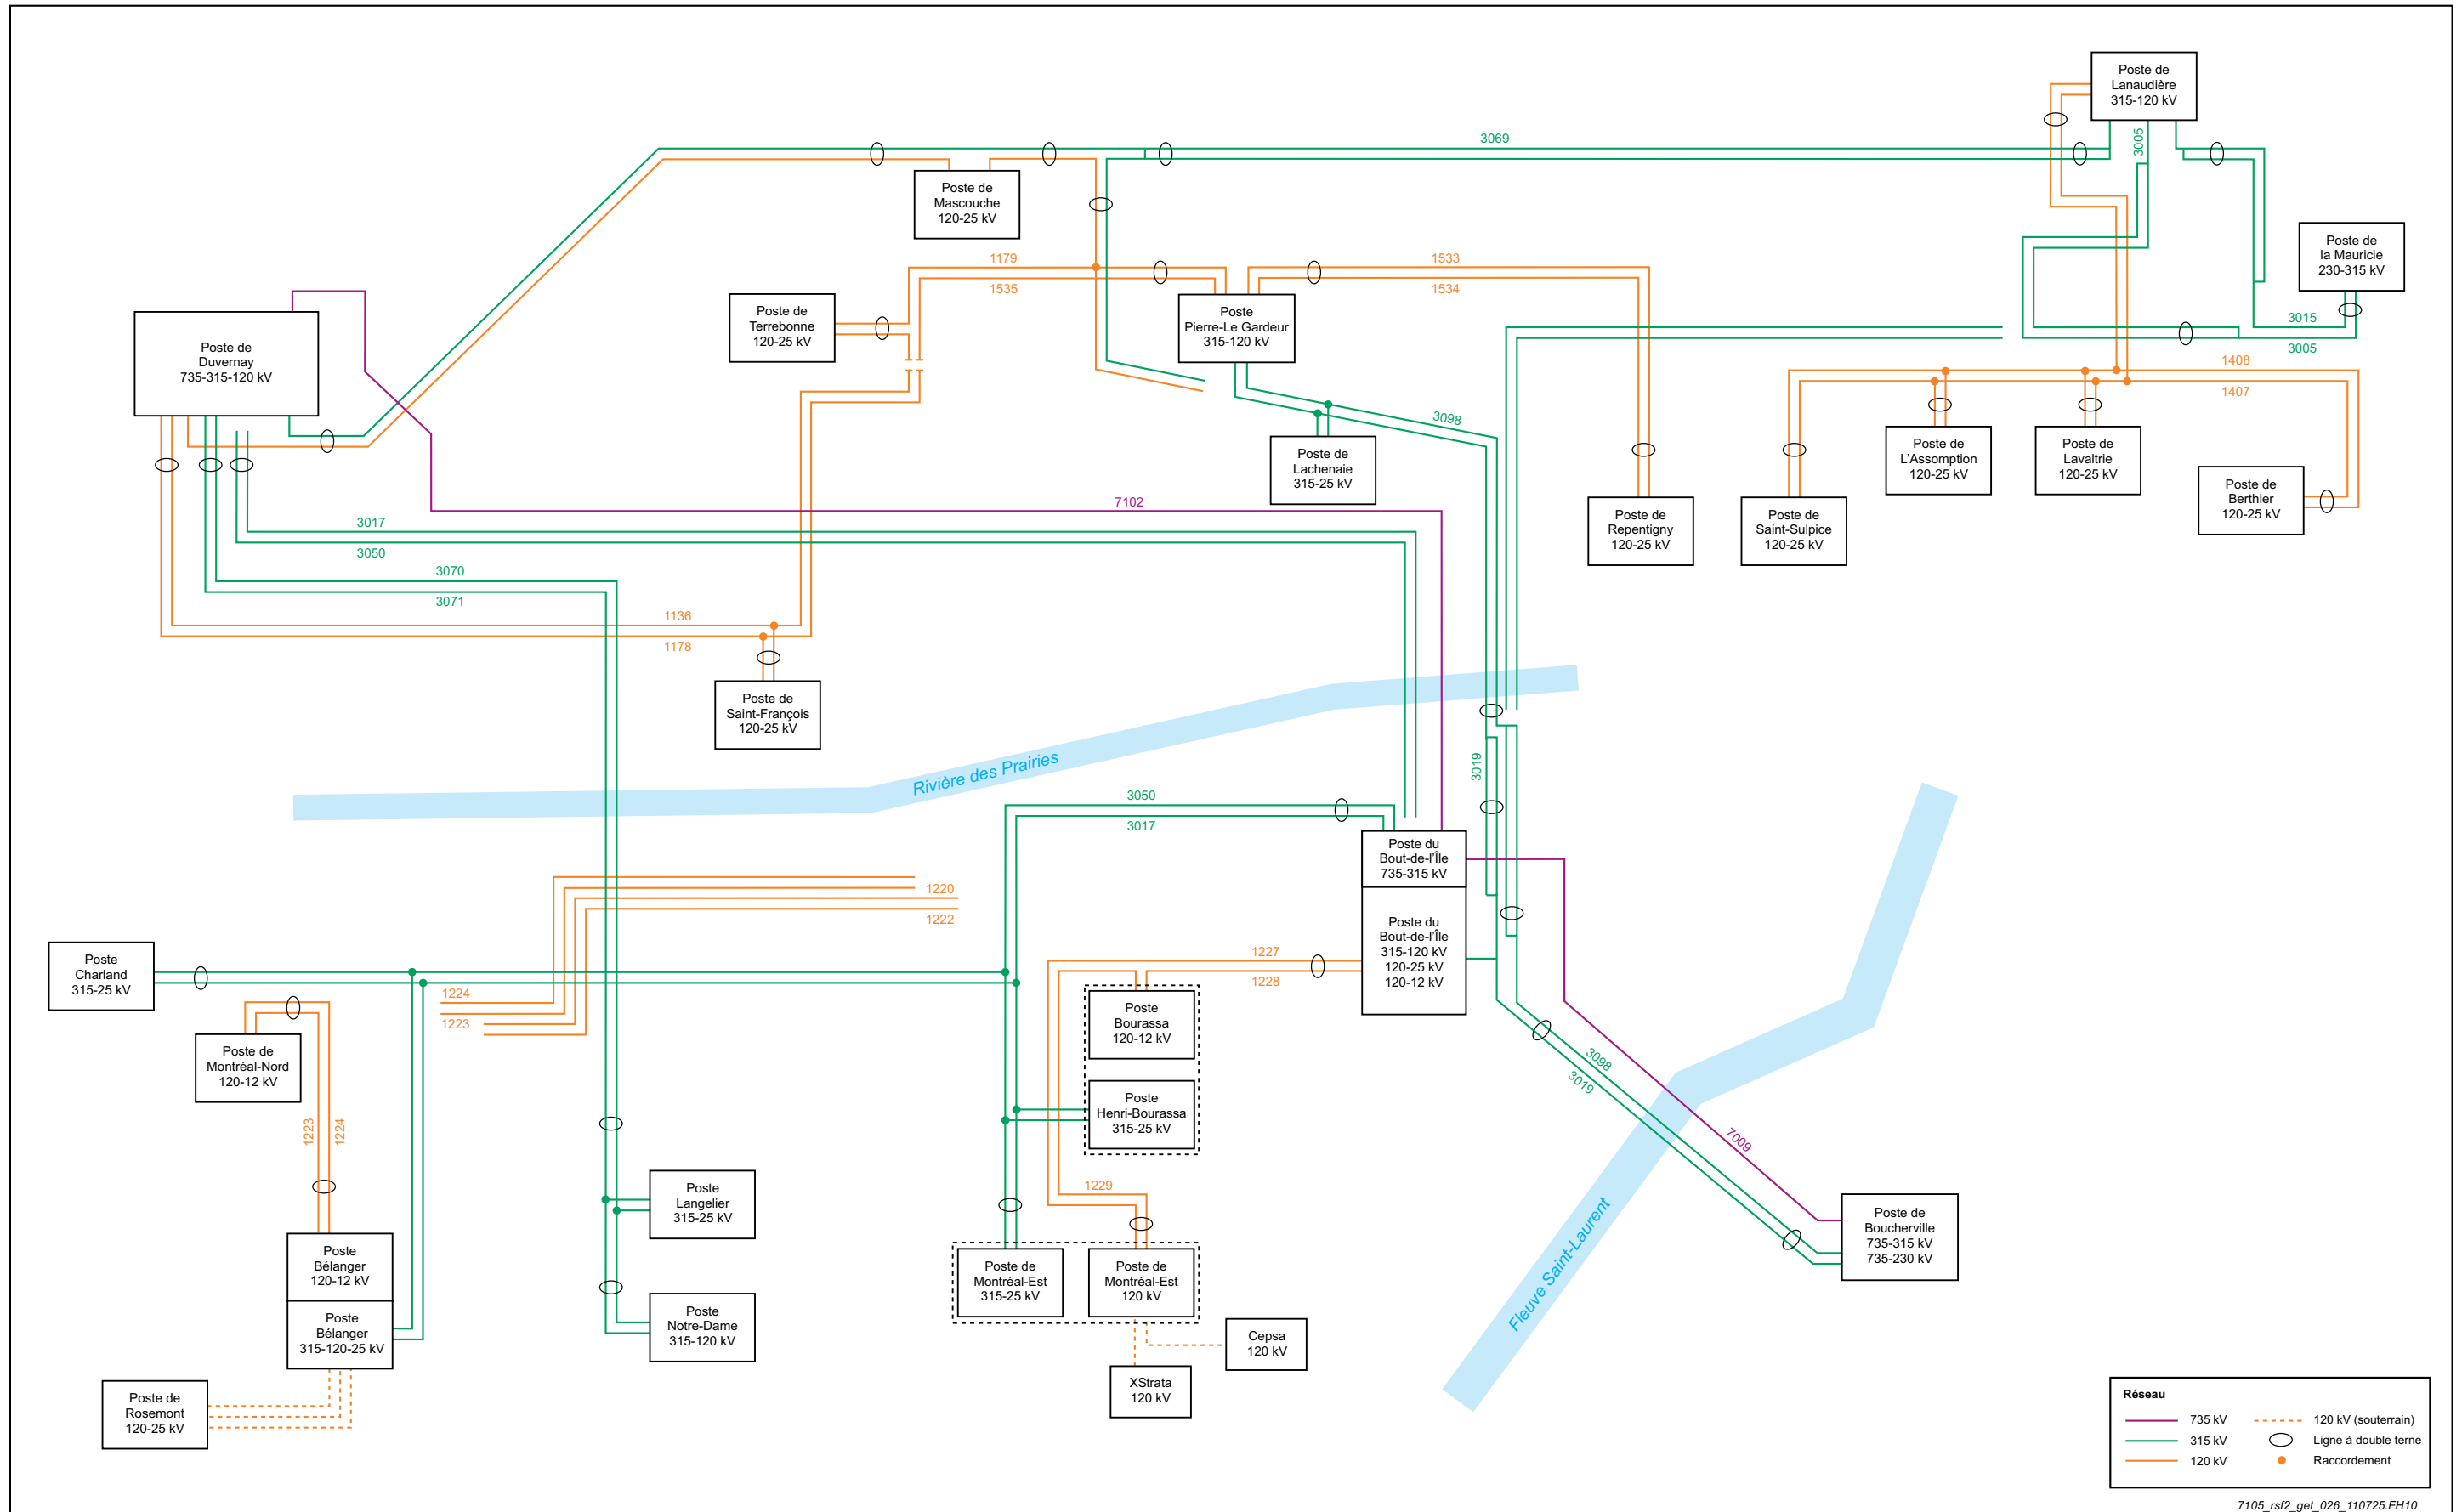 Poste de
Lanaudière
315-120 kV
3069
3005
Poste de
Mascouche
120-25 kV
Poste de
la Mauricie
230-315 kV
1179
1535
1533
1534
Poste de
Terrebonne
120-25 kV
Poste
Pierre-Le Gardeur
315-120 kV
3015
3005
Poste de
Duvernay
735-315-120 kV
1408
1407
3098
Poste de
Lachenaie
315-25 kV
Poste de
L'Assomption
120-25 kV
Poste de
Lavaltrie
120-25 kV
Poste de
Berthier
120-25 kV
7102
Poste de
Repentigny
120-25 kV
Poste de
Saint-Sulpice
120-25 kV
3017
3050
3070
3071
1136
1178
Poste de
Saint-François
120-25 kV
Rivière des Prairies
3019
3050
3017
Poste du
Bout-de-l'Île
735-315 kV
1220
1222
Poste du
Bout-de-l'Île
315-120 kV
120-25 kV
120-12 kV
Poste
Charland
315-25 kV
1227
1228
1224
1223
Poste
Bourassa
120-12 kV
Poste de
Montréal-Nord
120-12 kV
3098
3019
Poste
Henri-Bourassa
315-25 kV
1223
1224
7009
Poste
Langelier
315-25 kV
1229
Poste de
Boucherville
735-315 kV
735-230 kV
Fleuve Saint-Laurent
Poste
Bélanger
120-12 kV
Poste de
Montréal-Est
315-25 kV
Poste de
Montréal-Est
120 kV
Poste
Bélanger
315-120-25 kV
Poste
Notre-Dame
315-120 kV
Cepsa
120 kV
XStrata
120 kV
Poste de
Rosemont
120-25 kV
Réseau
735 kV
120 kV (souterrain)
315 kV
Ligne à double terne
120 kV
Raccordement
7105_rsf2_get_026_110725.FH10